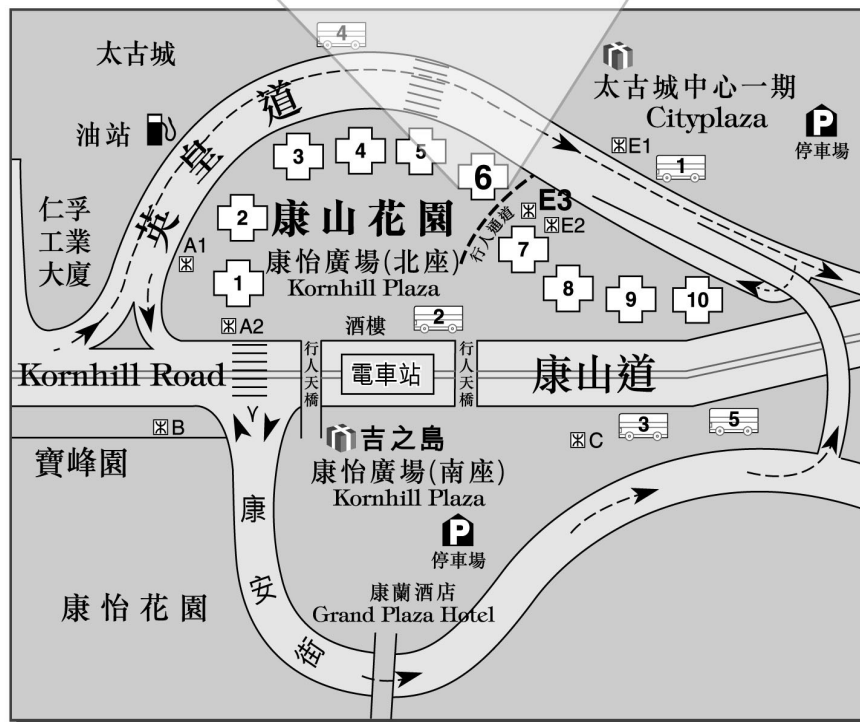 4
太古城
太古城中心一期
Cityplaza
P
停車場
油站
英皇道
E1
1
3
4
5
6
仁孚
工業
大廈
2
康山花園
行人通道
E3
E2
7
A1
康怡廣場(北座)
Kornhill Plaza
1
8
9
10
A2
酒樓
2
Kornhill Road
行人天橋
電車站
行人天橋
康山道
B
吉之島
C
3
5
寶峰園
康怡廣場(南座)
Kornhill Plaza
P
停車場
康安街
康怡花園
康蘭酒店
Grand Plaza Hotel